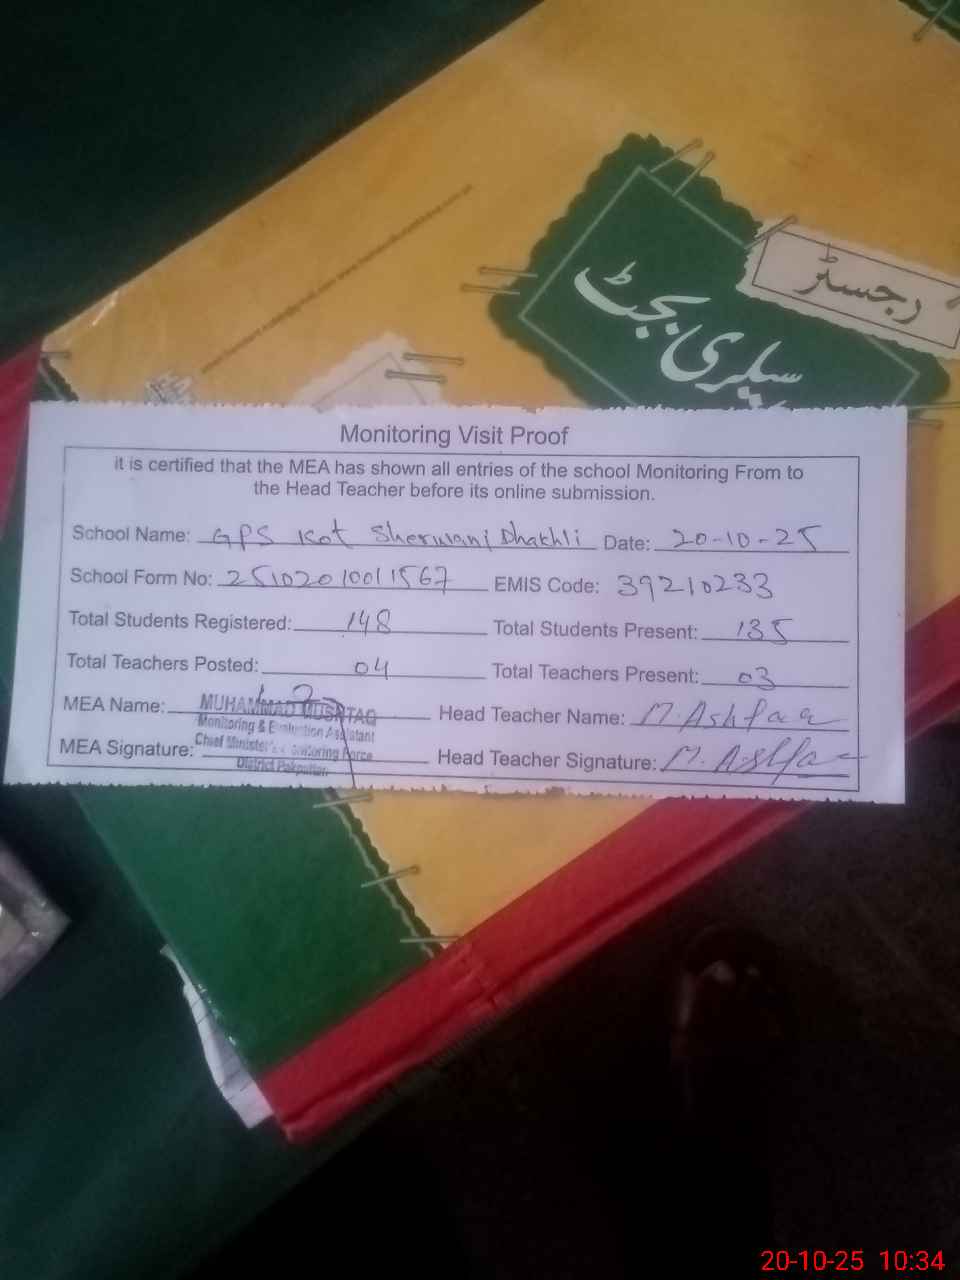 رجسٹر
سیلری بجٹ
Monitoring Visit Proof
it is certified that the MEA has shown all entries of the school Monitoring From to
the Head Teacher before its online submission.
School Name: GPS Kot Sherwani Dhakhli Date: 20-10-25
School Form No: 25102010011567 EMIS Code: 39210233
Total Students Registered: 148 Total Students Present: 135
Total Teachers Posted: 04 Total Teachers Present: 03
MEA Name: MUHAMMAD MUSHTAQ Head Teacher Name: M. Ashfaq
Monitoring & Evaluation Assistant
MEA Signature: Chief Minister's Monitoring Force Head Teacher Signature: M. Ashfaq
District Pakpattan
20-10-25 10:34